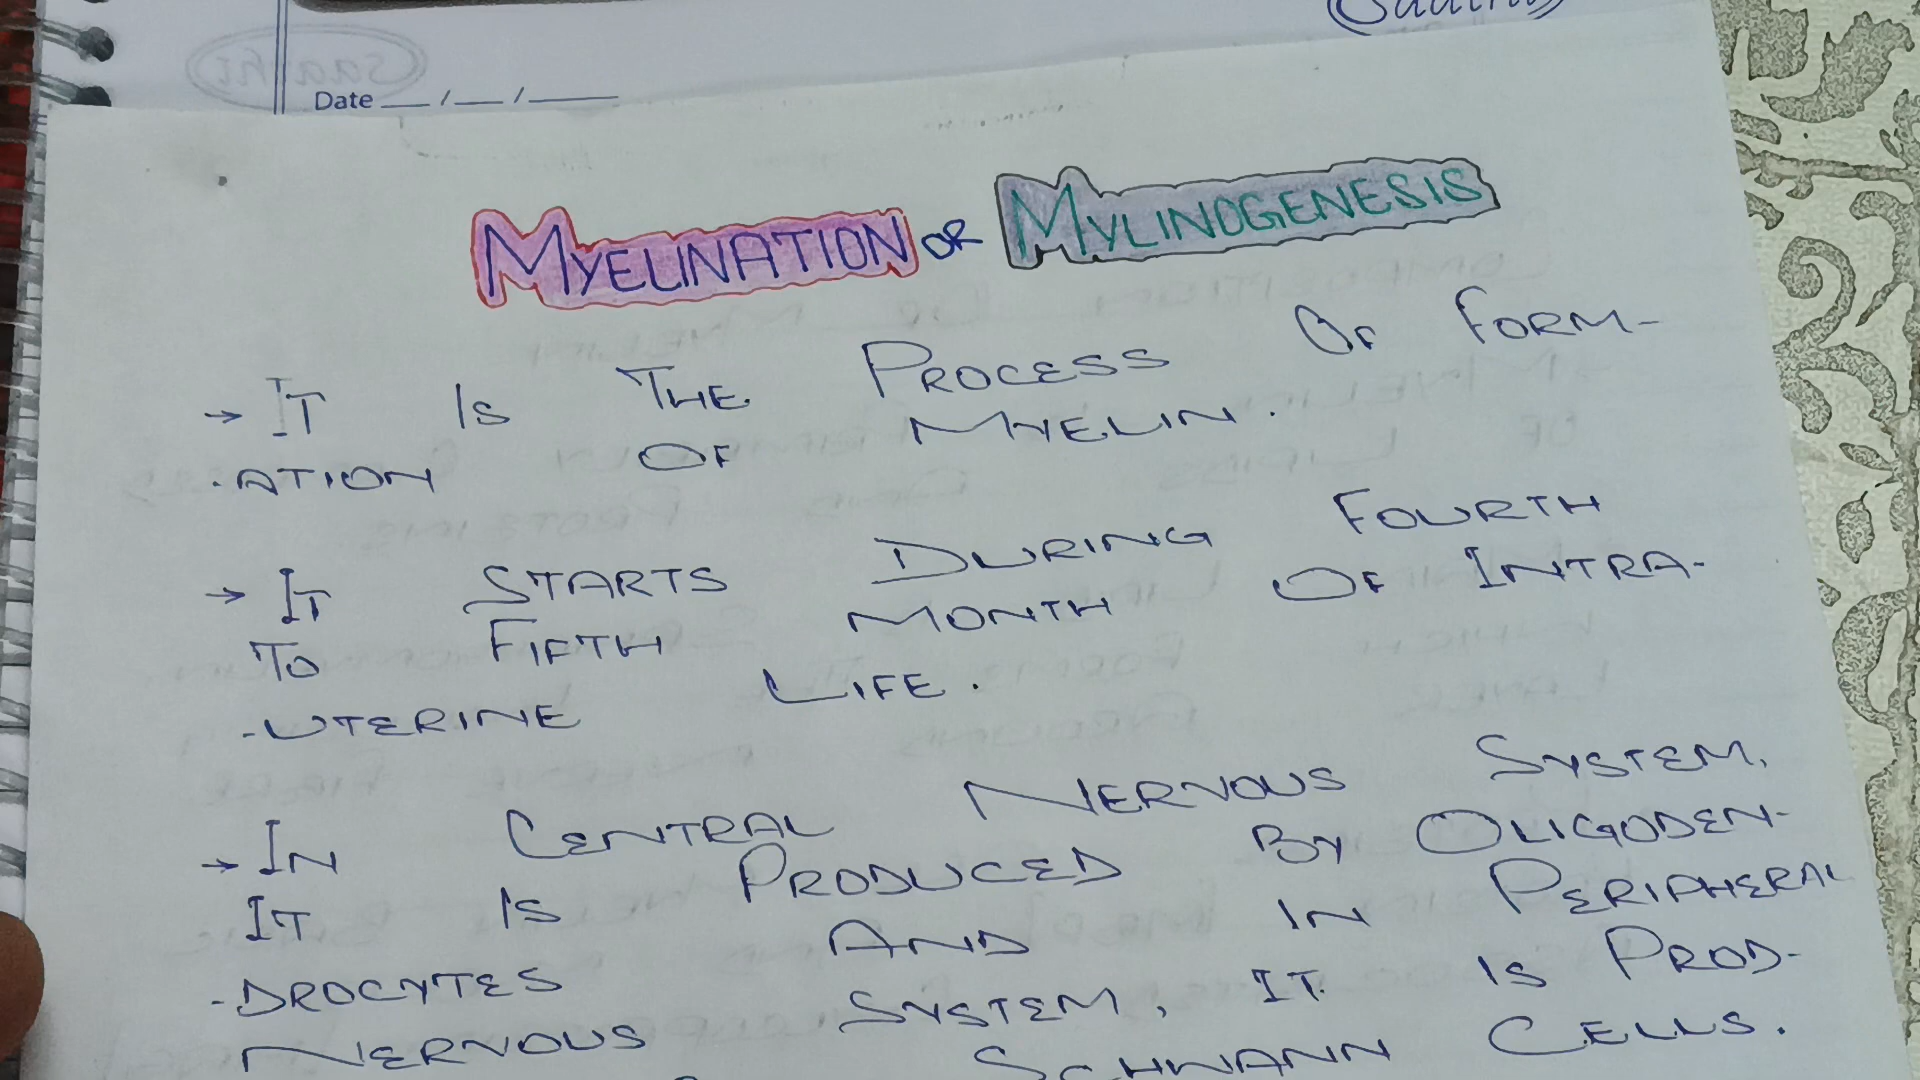 Date __/__/____
MYELINATION OR MYLINOGENESIS
→ IT IS THE PROCESS OF FORM-
-ATION OF MYELIN.
→ IT STARTS DURING FOURTH
TO FIFTH MONTH OF INTRA-
-UTERINE LIFE.
→ IN CENTRAL NERVOUS SYSTEM,
IT IS PRODUCED BY OLIGODEN-
-DROCYTES AND IN PERIPHERAL
NERVOUS SYSTEM, IT IS PROD-
SCHWANN CELLS.